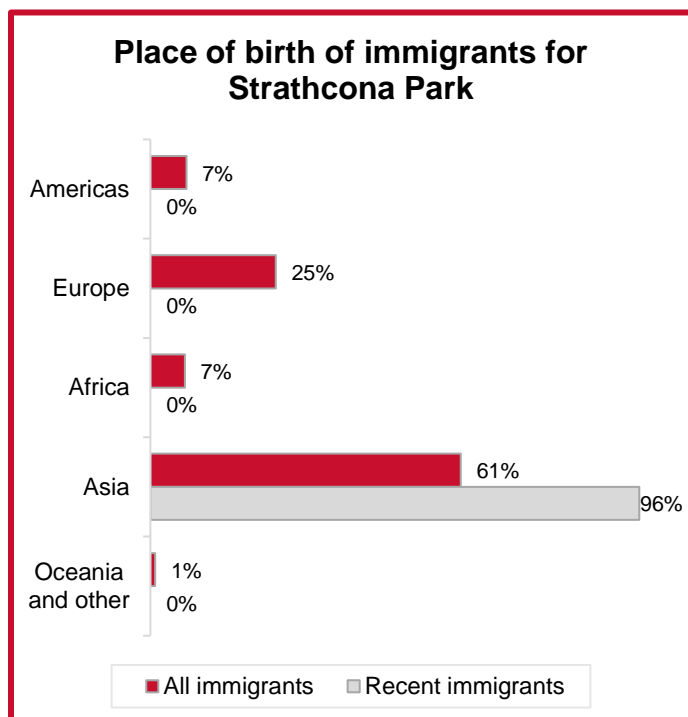 Place of birth of immigrants for
Strathcona Park
Americas
7%
0%
Europe
25%
0%
Africa
7%
0%
Asia
61%
96%
Oceania
and other
1%
0%
All immigrants
Recent immigrants